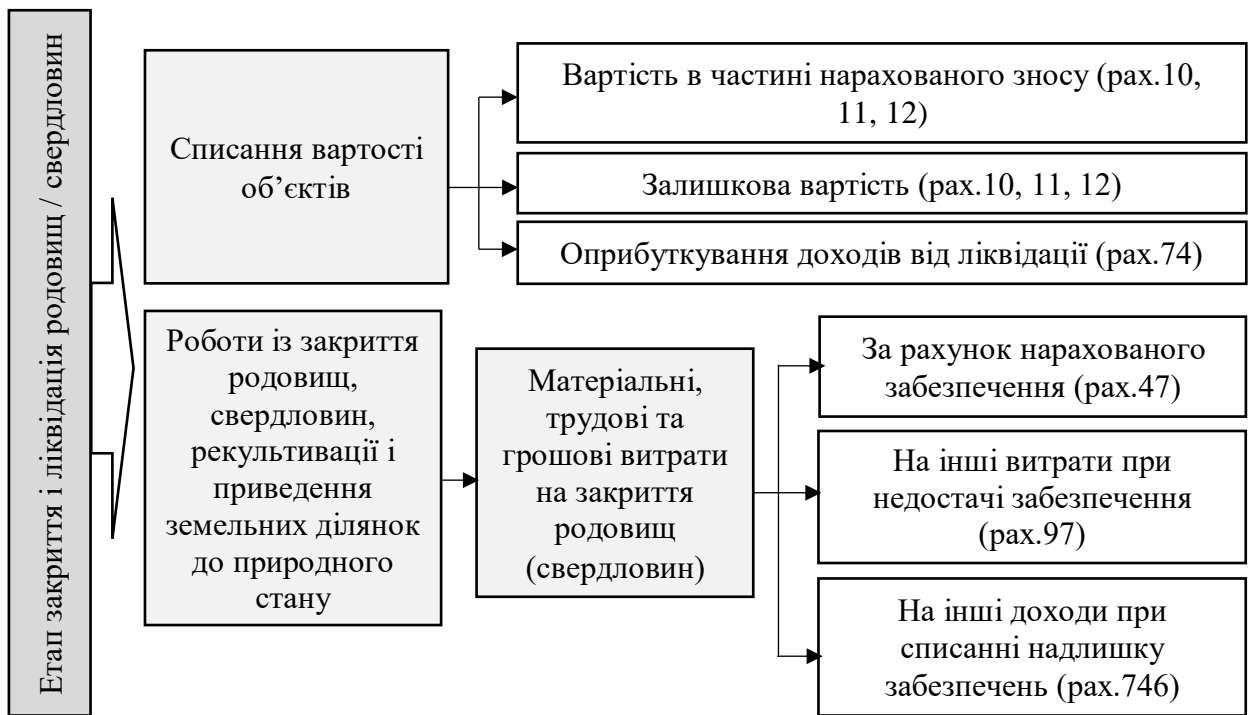 Етап закриття і ліквідація родовищ / свердловин
Списання вартості
об’єктів
Вартість в частині нарахованого зносу (рах.10,
11, 12)
Залишкова вартість (рах.10, 11, 12)
Оприбуткування доходів від ліквідації (рах.74)
Роботи із закриття
родовищ,
свердловин,
рекультивації і
приведення
земельних ділянок
до природного
стану
Матеріальні,
трудові та
грошові витрати
на закриття
родовищ
(свердловин)
За рахунок нарахованого
забезпечення (рах.47)
На інші витрати при
недостачі забезпечення
(рах.97)
На інші доходи при
списанні надлишку
забезпечень (рах.746)